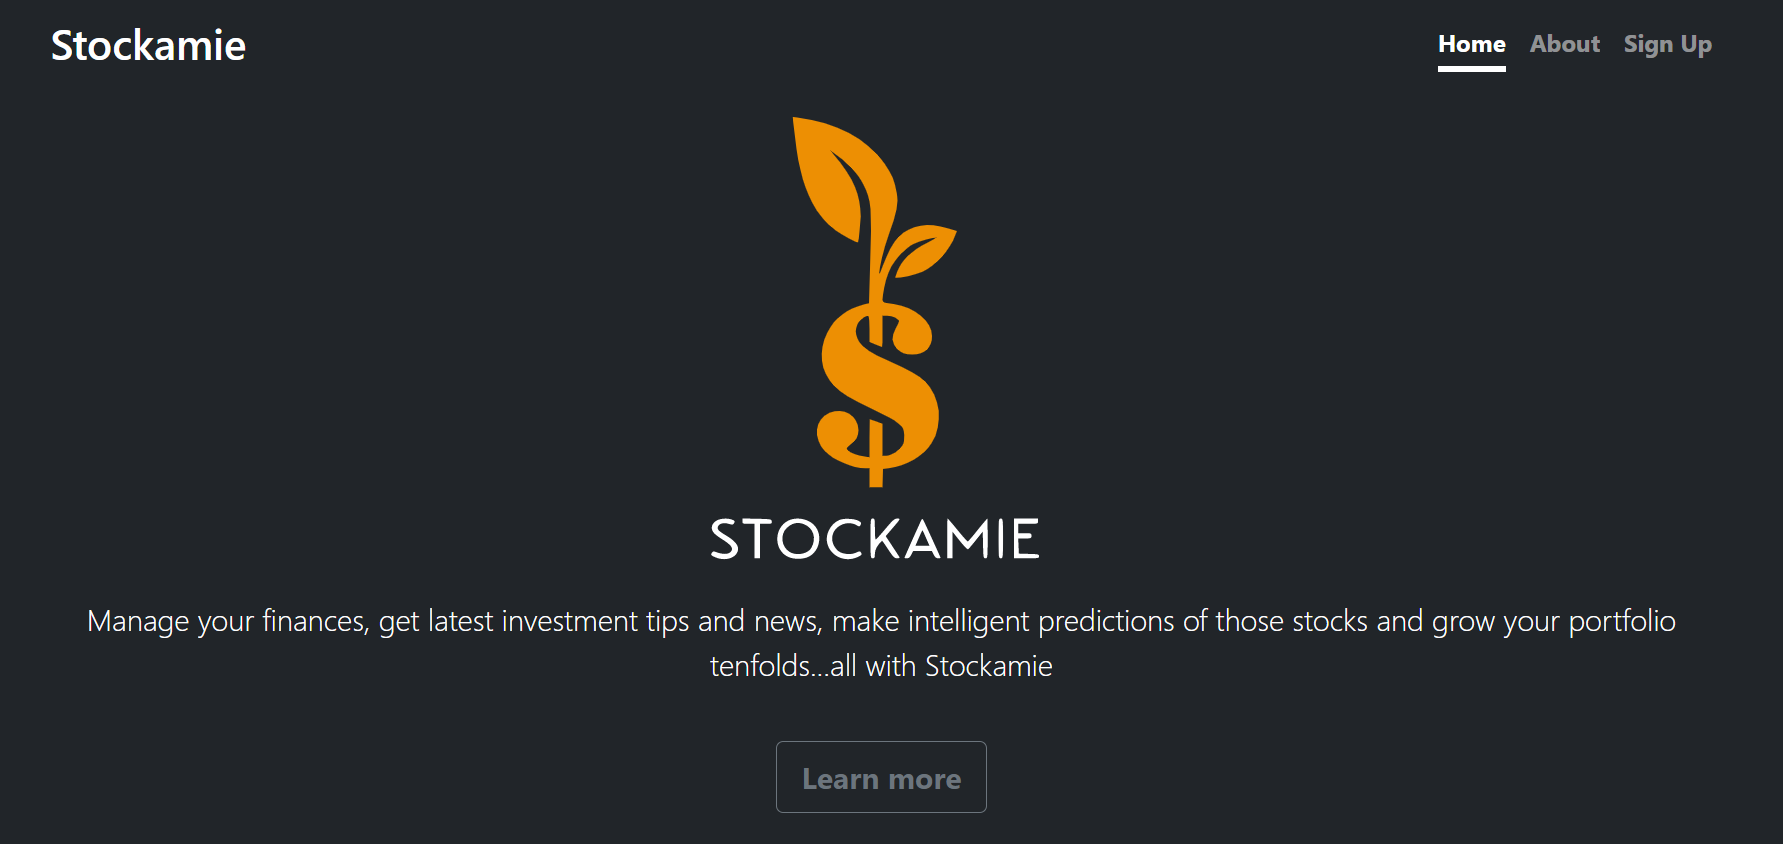 Stockamie
Home About Sign Up
STOCKAMIE
Manage your finances, get latest investment tips and news, make intelligent predictions of those stocks and grow your portfolio
tenfolds...all with Stockamie
Learn more